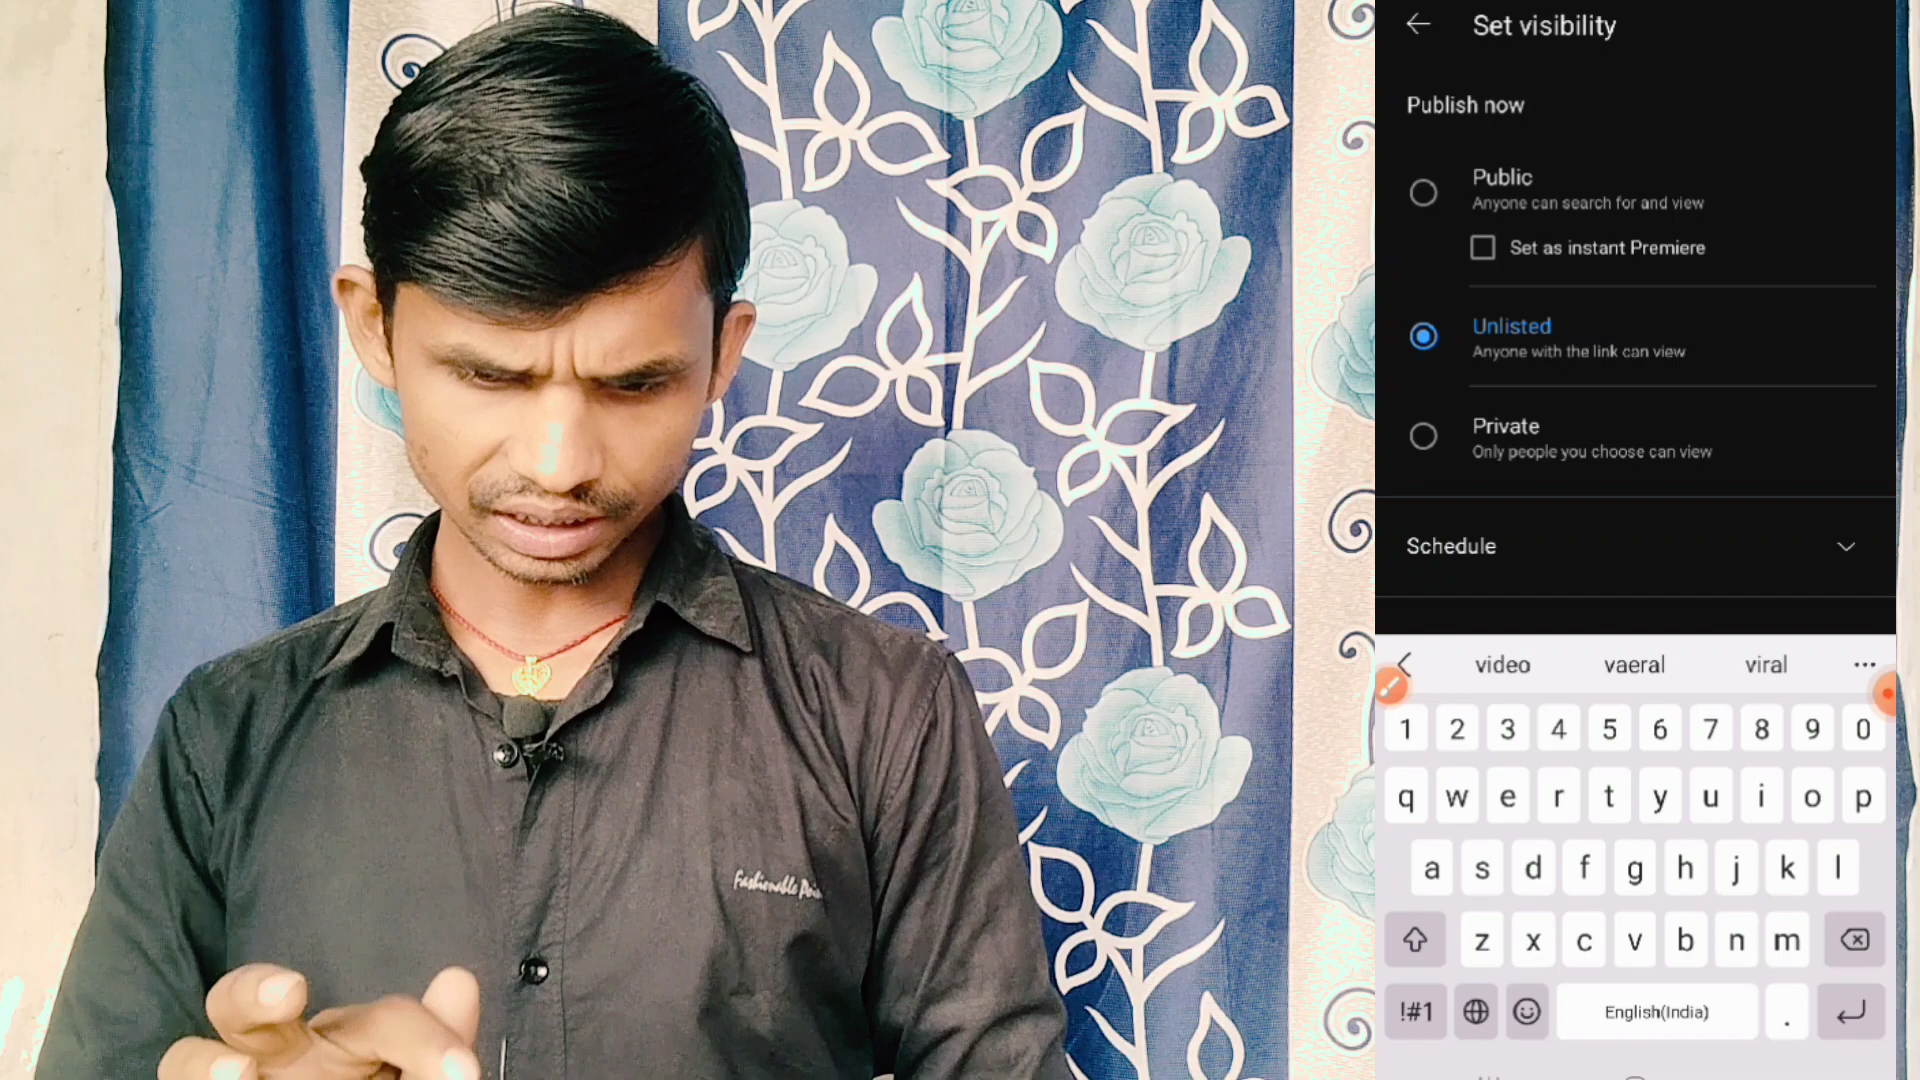 Set visibility
Publish now
Public
Anyone can search for and view
Set as instant Premiere
Unlisted
Anyone with the link can view
Private
Only people you choose can view
Schedule
video vaeral viral
1 2 3 4 5 6 7 8 9 0
q w e r t y u i o p
a s d f g h j k l
z x c v b n m
!#1 English(India) .
Fashionable